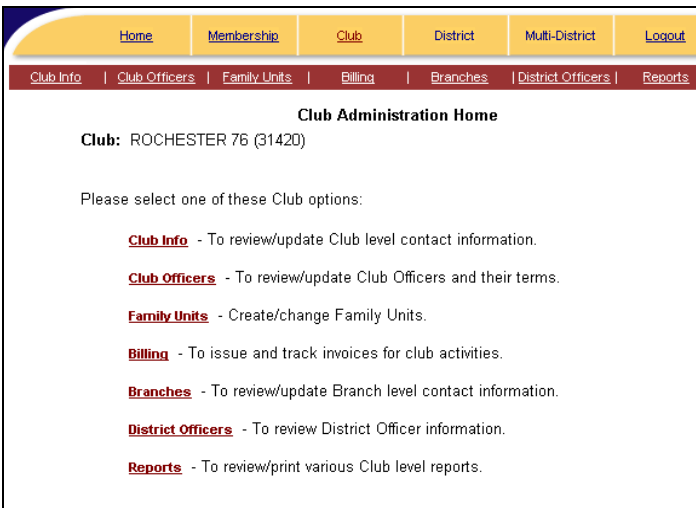 Home Membership Club District Multi-District Logout
Club Info | Club Officers | Family Units | Billing | Branches | District Officers | Reports
Club Administration Home
Club: ROCHESTER 76 (31420)
Please select one of these Club options:
Club Info - To review/update Club level contact information.
Club Officers - To review/update Club Officers and their terms.
Family Units - Create/change Family Units.
Billing - To issue and track invoices for club activities.
Branches - To review/update Branch level contact information.
District Officers - To review District Officer information.
Reports - To review/print various Club level reports.